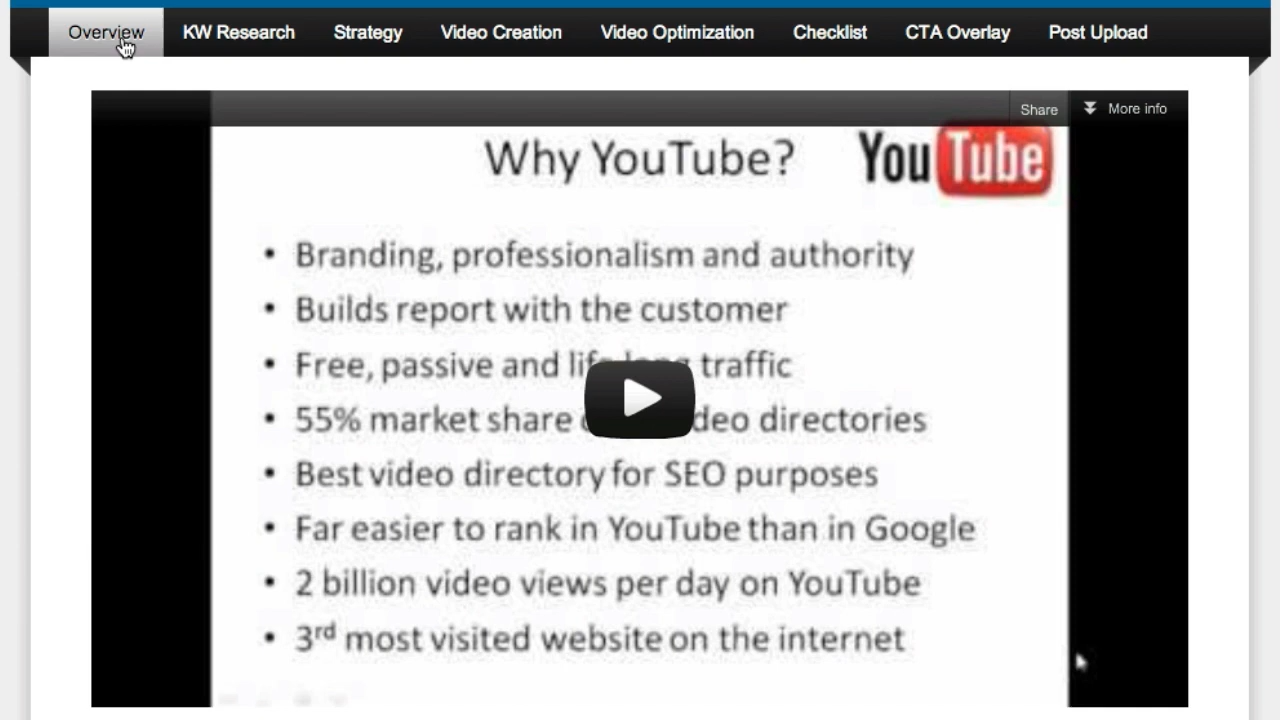 Overview KW Research Strategy Video Creation Video Optimization Checklist CTA Overlay Post Upload
Share More info
Why YouTube? YouTube
• Branding, professionalism and authority
• Builds report with the customer
• Free, passive and traffic
• 55% market share directories
• Best video directory for SEO purposes
• Far easier to rank in YouTube than in Google
• 2 billion video views per day on YouTube
• 3rd most visited website on the internet